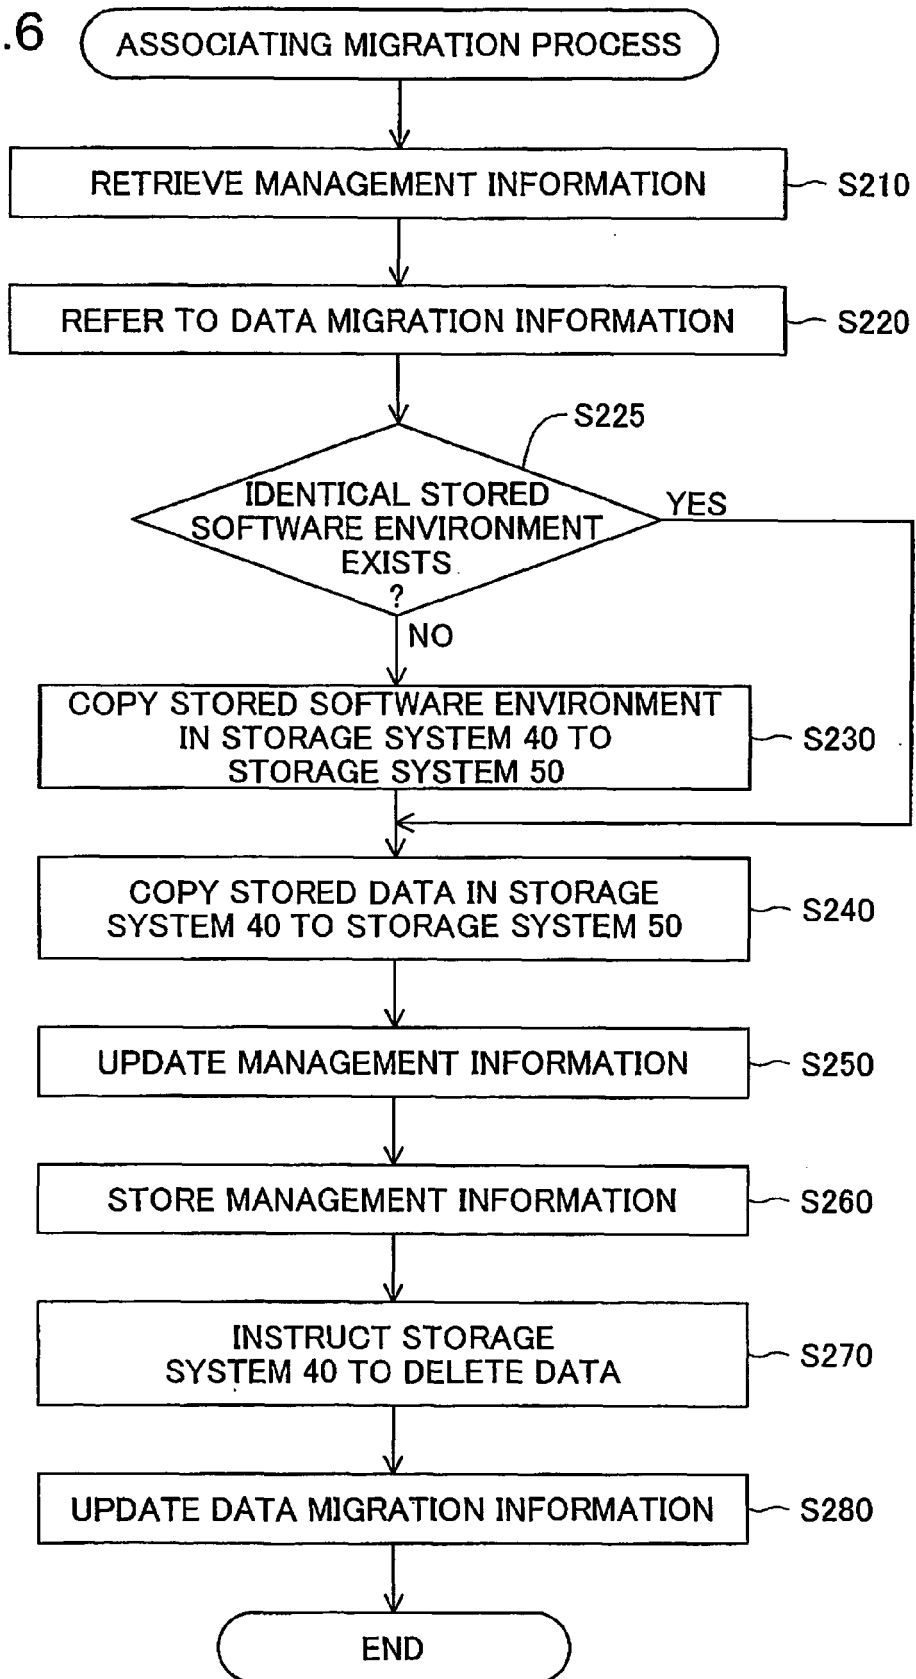 .6
ASSOCIATING MIGRATION PROCESS
RETRIEVE MANAGEMENT INFORMATION
S210
REFER TO DATA MIGRATION INFORMATION
S220
S225
IDENTICAL STORED
SOFTWARE ENVIRONMENT
EXISTS
?
YES
NO
COPY STORED SOFTWARE ENVIRONMENT
IN STORAGE SYSTEM 40 TO
STORAGE SYSTEM 50
S230
COPY STORED DATA IN STORAGE
SYSTEM 40 TO STORAGE SYSTEM 50
S240
UPDATE MANAGEMENT INFORMATION
S250
STORE MANAGEMENT INFORMATION
S260
INSTRUCT STORAGE
SYSTEM 40 TO DELETE DATA
S270
UPDATE DATA MIGRATION INFORMATION
S280
END